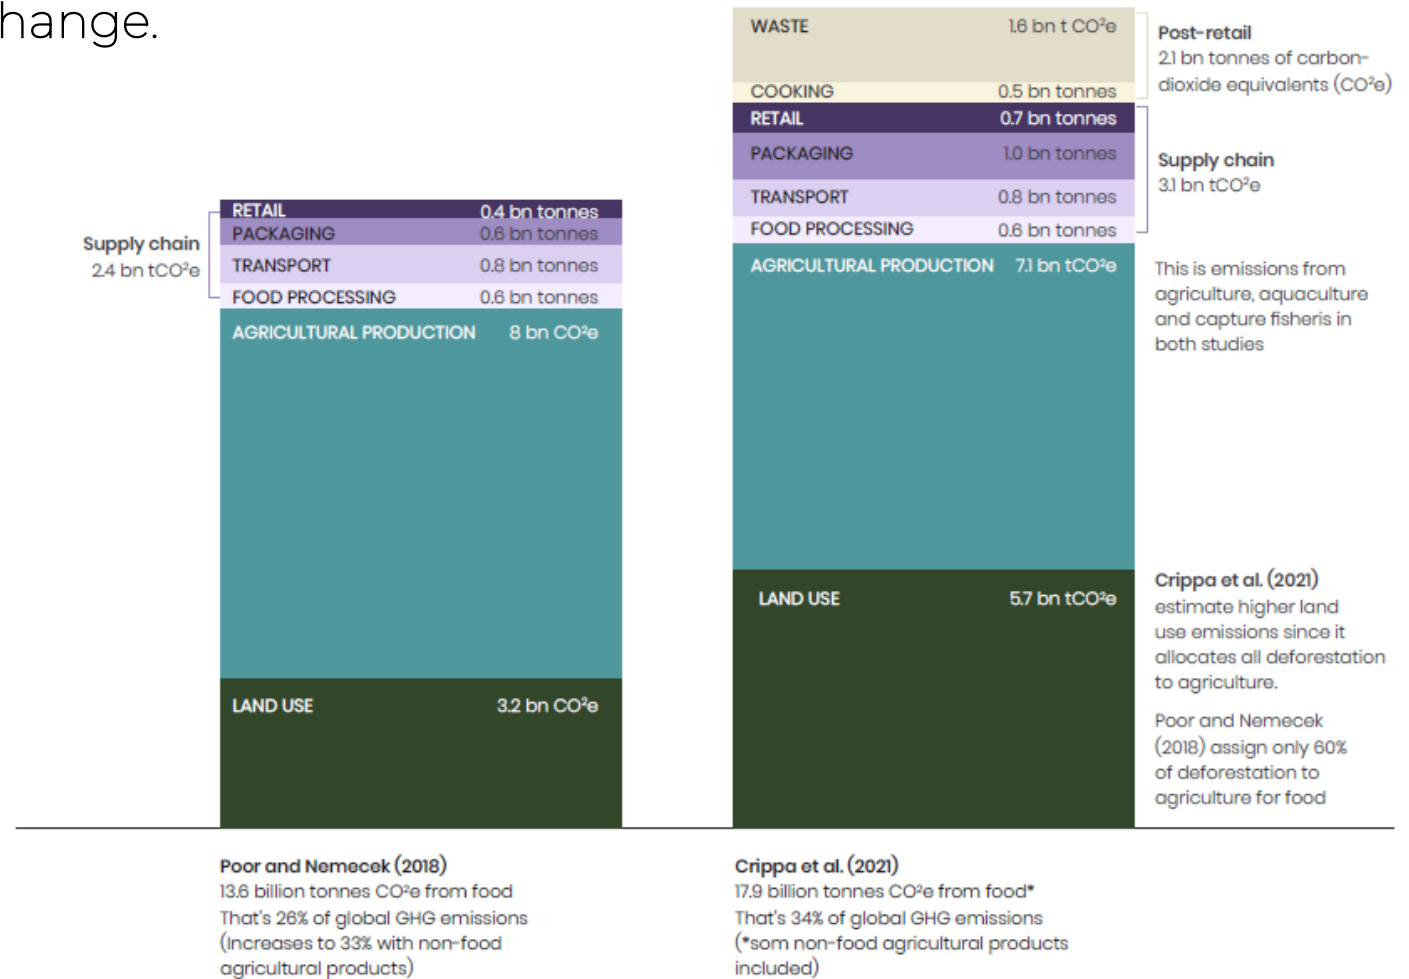 hange.
WASTE 1.6 bn t CO²e
COOKING 0.5 bn tonnes
RETAIL 0.7 bn tonnes
PACKAGING 1.0 bn tonnes
TRANSPORT 0.8 bn tonnes
FOOD PROCESSING 0.6 bn tonnes
AGRICULTURAL PRODUCTION 7.1 bn tCO²e
LAND USE 5.7 bn tCO²e
Post-retail
2.1 bn tonnes of carbon-
dioxide equivalents (CO²e)
Supply chain
3.1 bn tCO²e
This is emissions from
agriculture, aquaculture
and capture fisheris in
both studies
Crippa et al. (2021)
estimate higher land
use emissions since it
allocates all deforestation
to agriculture.
Poor and Nemecek
(2018) assign only 60%
of deforestation to
agriculture for food
Supply chain
2.4 bn tCO²e
RETAIL 0.4 bn tonnes
PACKAGING 0.6 bn tonnes
TRANSPORT 0.8 bn tonnes
FOOD PROCESSING 0.6 bn tonnes
AGRICULTURAL PRODUCTION 8 bn CO²e
LAND USE 3.2 bn CO²e
Poor and Nemecek (2018)
13.6 billion tonnes CO²e from food
That's 26% of global GHG emissions
(Increases to 33% with non-food
agricultural products)
Crippa et al. (2021)
17.9 billion tonnes CO²e from food*
That's 34% of global GHG emissions
(*som non-food agricultural products
included)